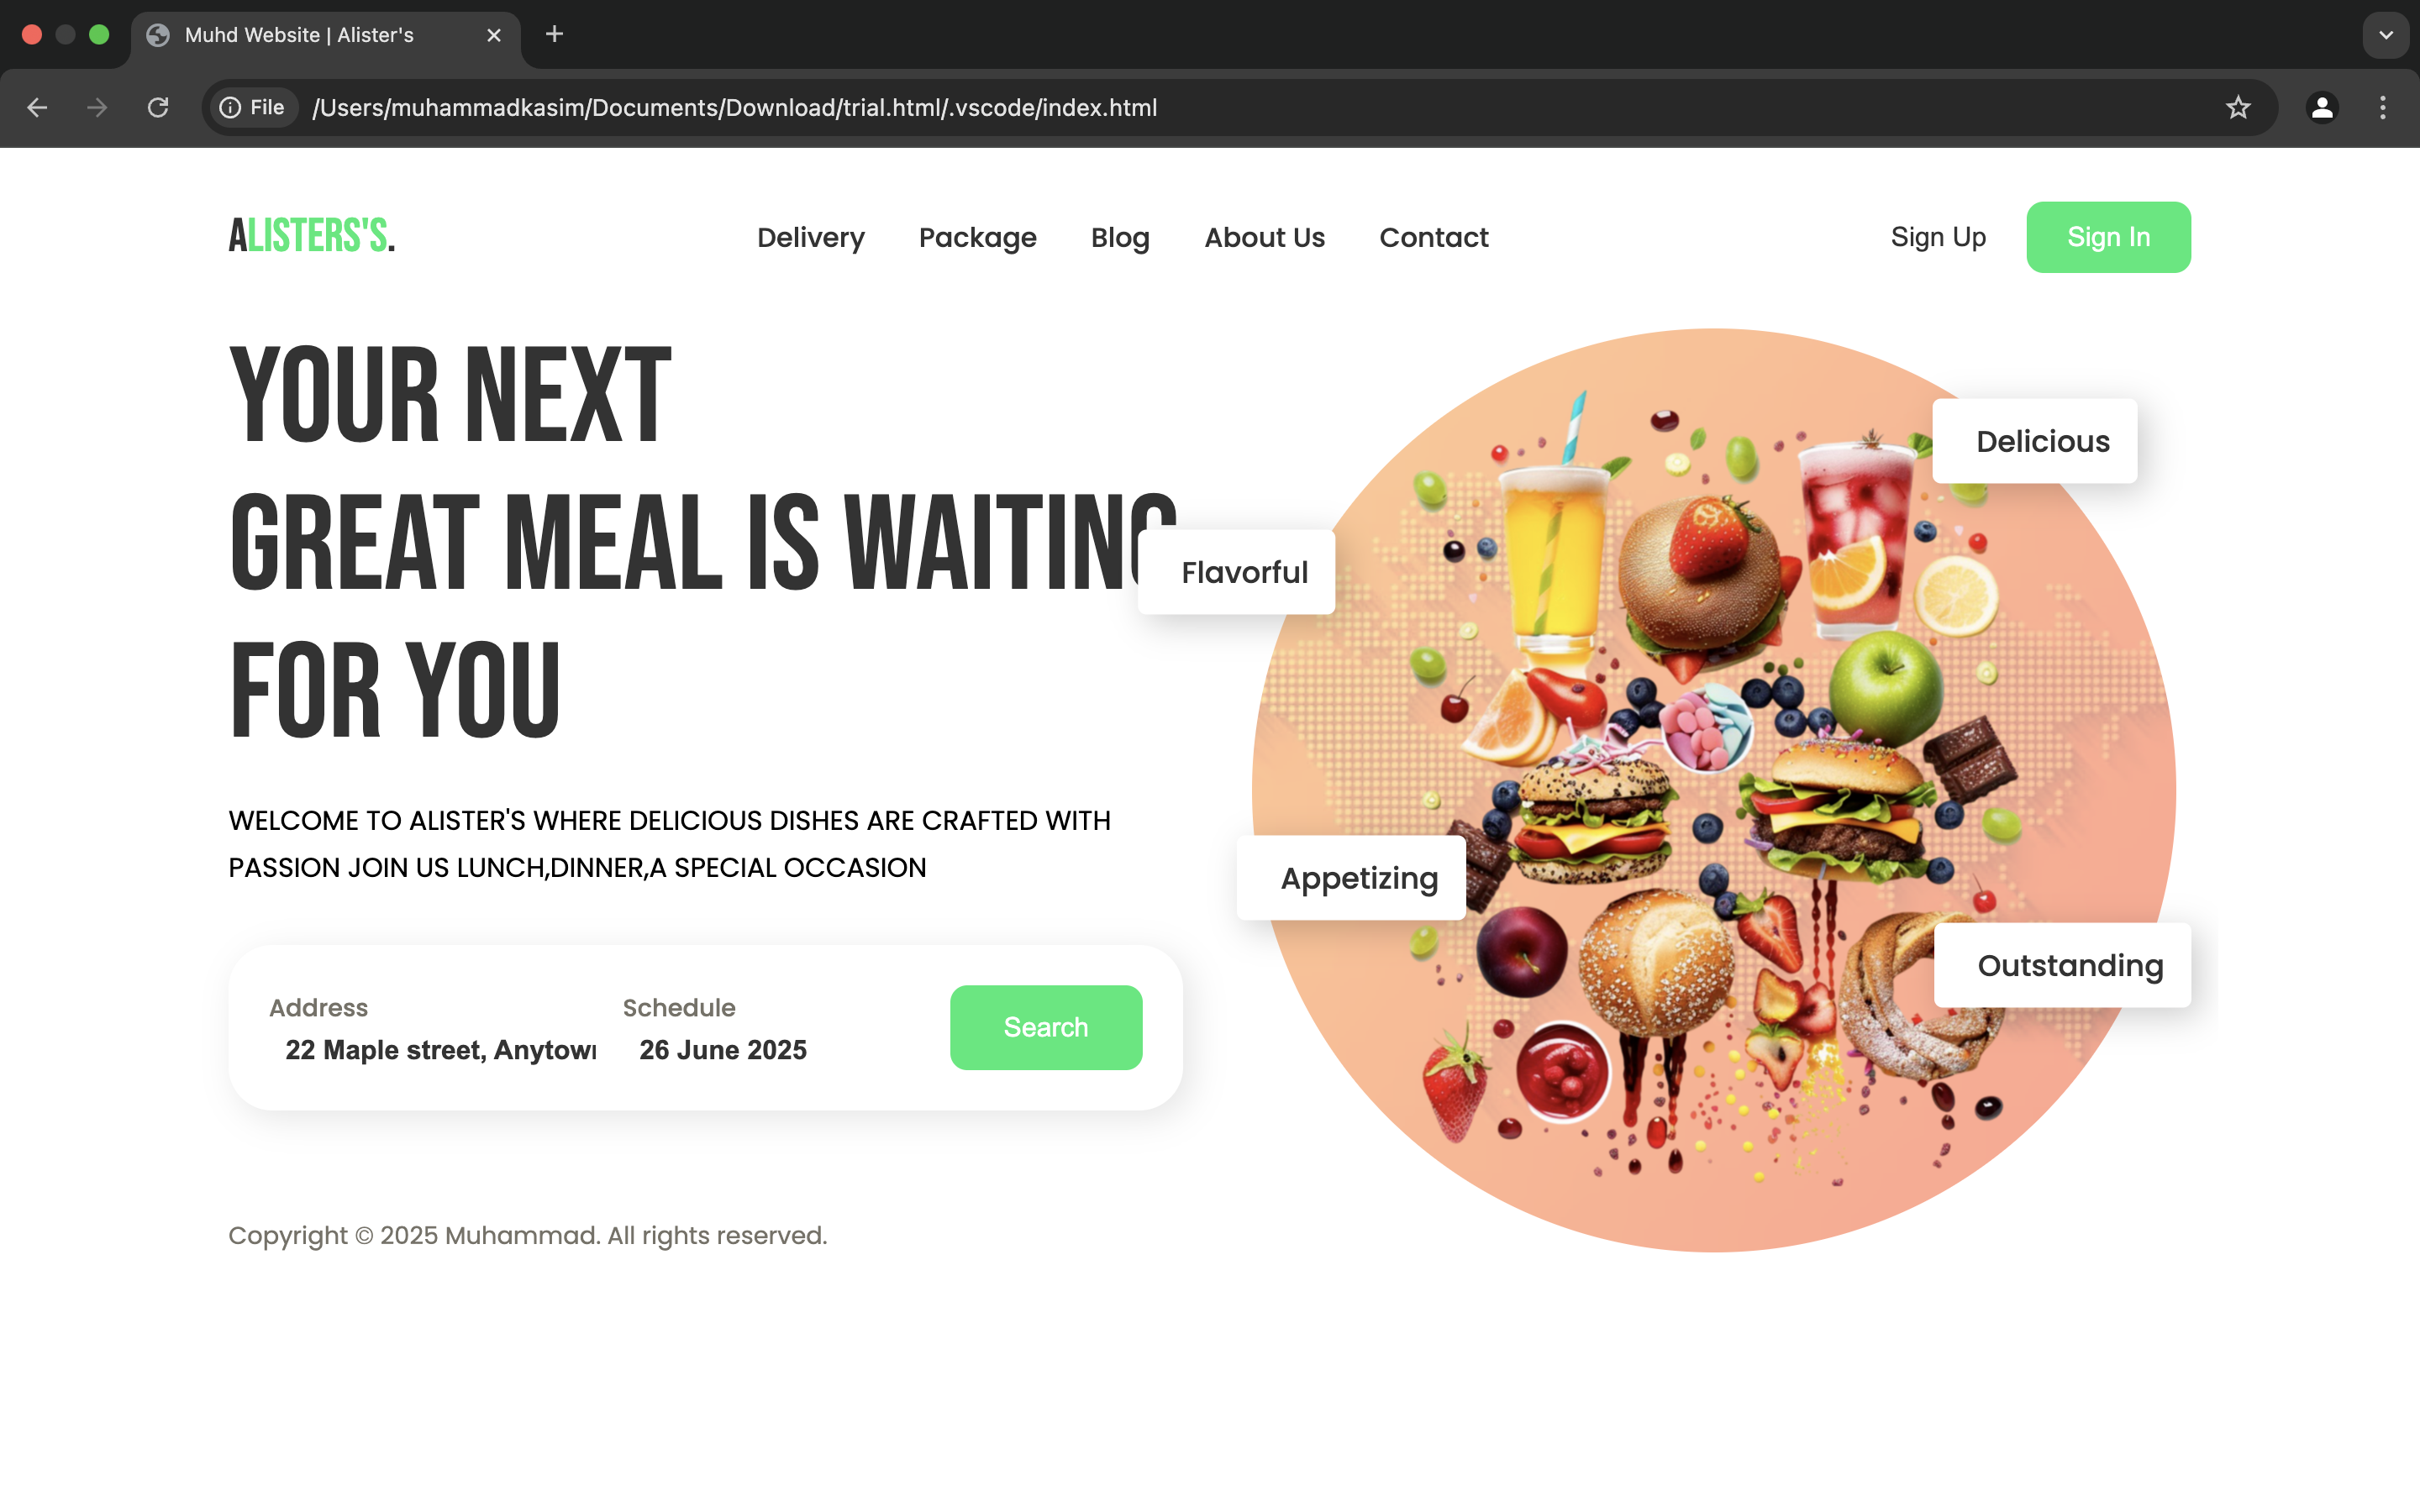 Muhd Website | Alister's
File /Users/muhammadkasim/Documents/Download/trial.html/.vscode/index.html
ALISTERS'S.
Delivery Package Blog About Us Contact
Sign Up Sign In
YOUR NEXT
GREAT MEAL IS WAITING
FOR YOU
WELCOME TO ALISTER'S WHERE DELICIOUS DISHES ARE CRAFTED WITH
PASSION JOIN US LUNCH,DINNER,A SPECIAL OCCASION
Address Schedule
22 Maple street, Anytow 26 June 2025
Search
Copyright © 2025 Muhammad. All rights reserved.
Delicious
Flavorful
Appetizing
Outstanding